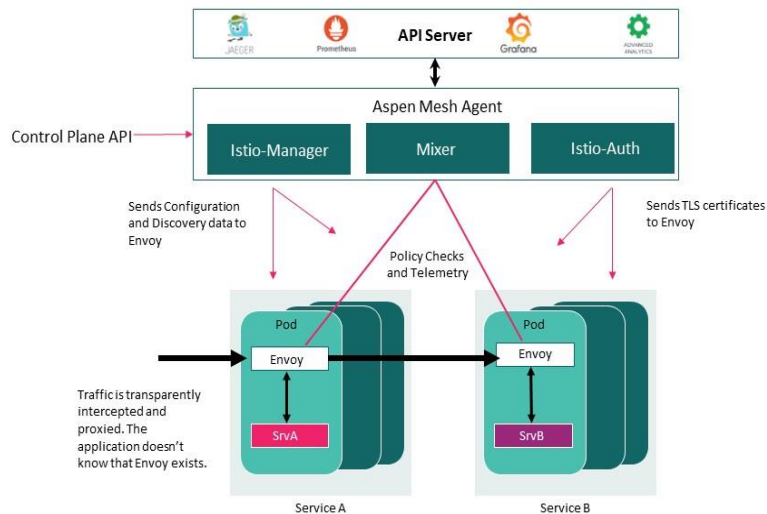 API Server
JAEGER
Prometheus
Grafana
ADVANCED
ANALYTICS
Aspen Mesh Agent
Control Plane API
Istio-Manager
Mixer
Istio-Auth
Sends Configuration
and Discovery data to
Envoy
Sends TLS certificates
to Envoy
Policy Checks
and Telemetry
Pod
Pod
Envoy
Envoy
Traffic is transparently
intercepted and
proxied. The
application doesn't
know that Envoy exists.
SrvA
SrvB
Service A
Service B